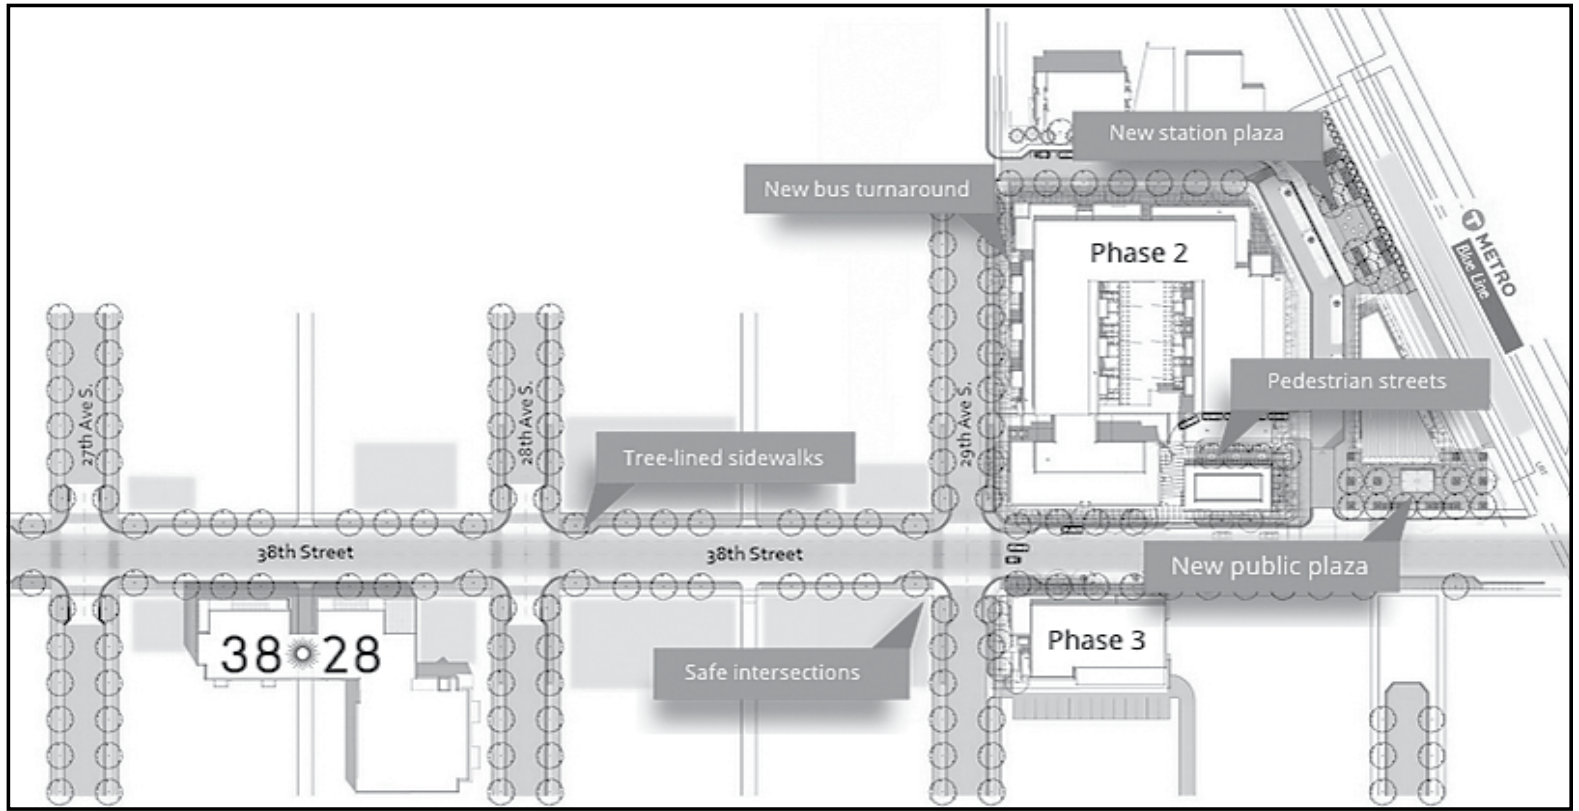 New station plaza
New bus turnaround
Phase 2
T METRO
Blue Line
Pedestrian streets
27th Ave S.
28th Ave S.
29th Ave S.
Tree-lined sidewalks
38th Street
38th Street
New public plaza
38 28
Safe intersections
Phase 3